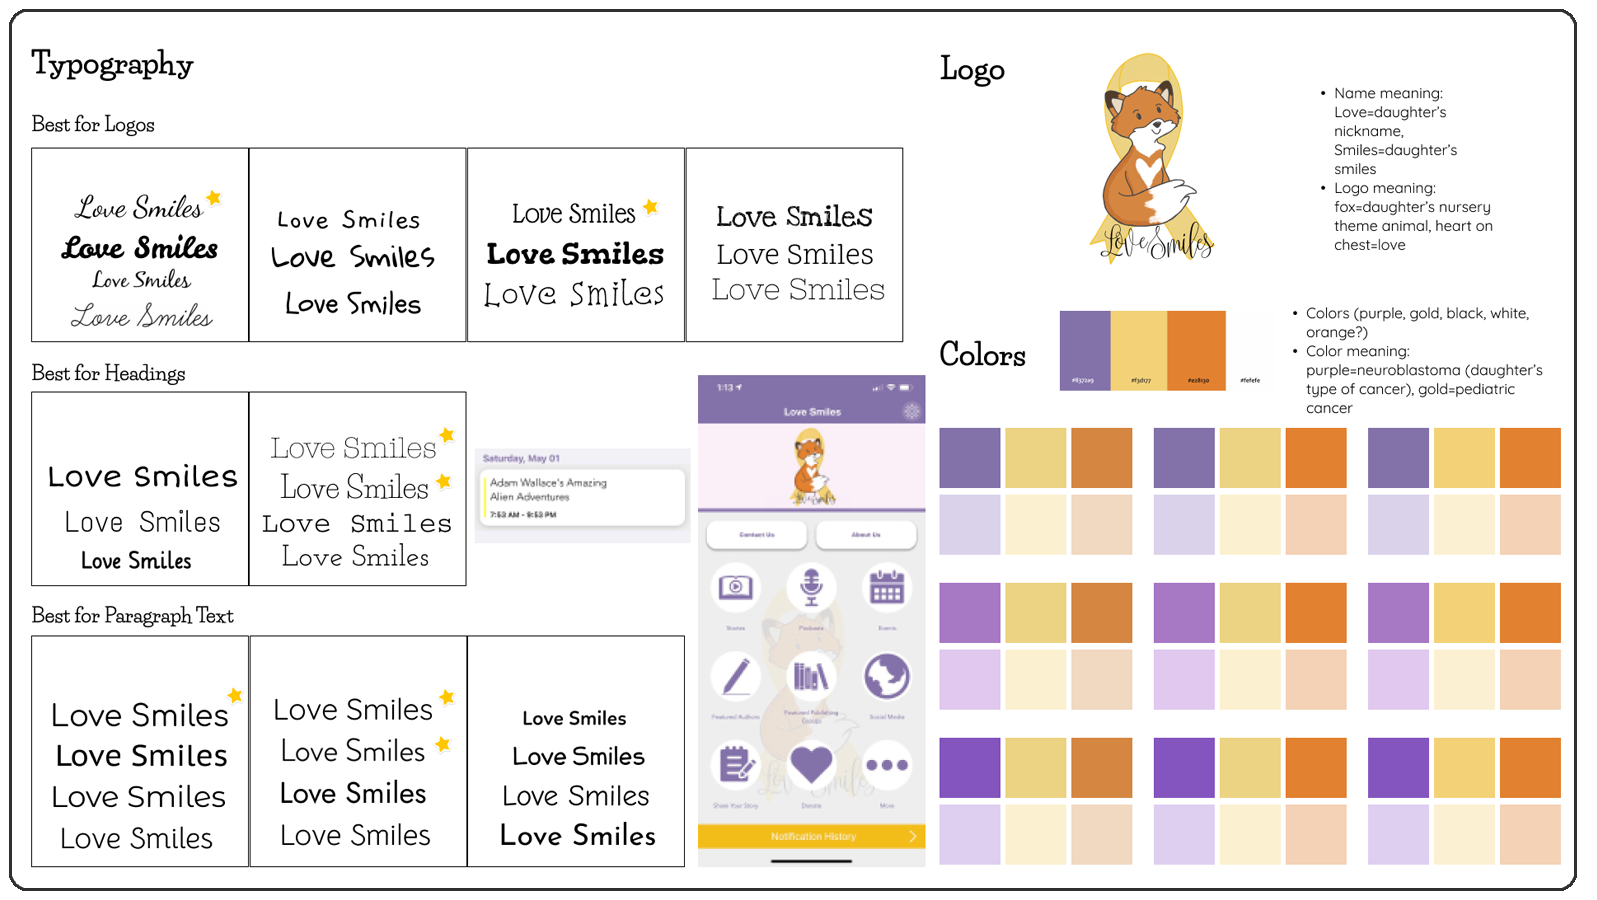 Typography
Best for Logos
Love Smiles
Love Smiles
Love Smiles
Love Smiles
Love Smiles
Love Smiles
Love Smiles
Love Smiles
Love Smiles
Love Smiles
Love Smiles
Love Smiles
Love Smiles
Best for Headings
Love Smiles
Love Smiles
Love Smiles
Love Smiles
Love Smiles
Love Smiles
Love Smiles
Best for Paragraph Text
Love Smiles
Love Smiles
Love Smiles
Love Smiles
Love Smiles
Love Smiles
Love Smiles
Love Smiles
Love Smiles
Love Smiles
Love Smiles
Love Smiles
Saturday, May 01
Adam Wallace's Amazing
Alien Adventures
7:53 AM - 9:53 PM
1:13
Love Smiles
Love Smiles
Contact Us
About Us
Stories
Podcasts
Events
Featured Authors
Featured Publishing
Groups
Social Media
Share Your Story
Donate
More
Love Smiles
Notification History
Logo
Love Smiles
• Name meaning:
Love=daughter's
nickname,
Smiles=daughter's
smiles
• Logo meaning:
fox=daughter's nursery
theme animal, heart on
chest=love
Colors
#8372a9
#f3d177
#e28130
#fefefe
• Colors (purple, gold, black, white,
orange?)
• Color meaning:
purple=neuroblastoma (daughter's
type of cancer), gold=pediatric
cancer